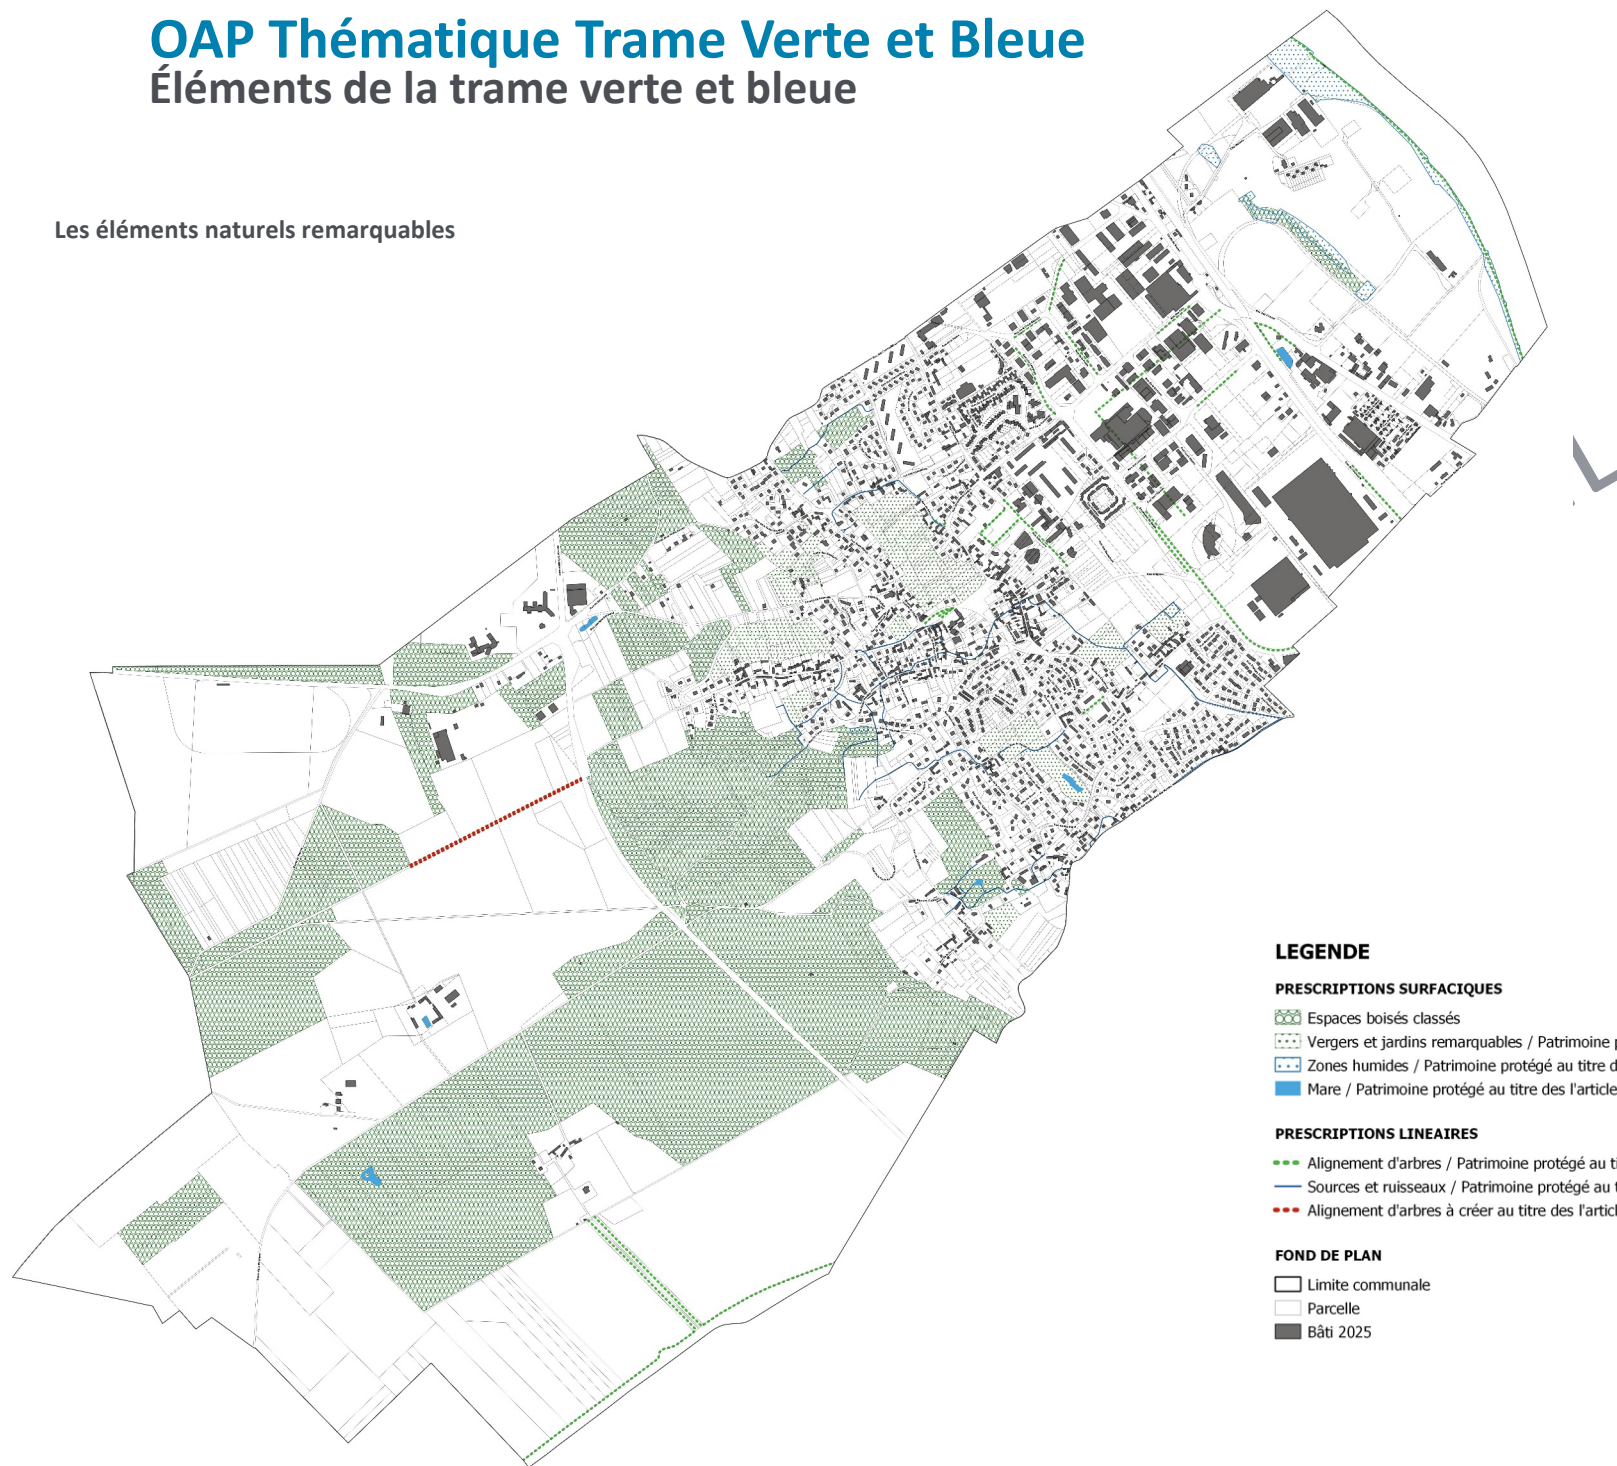 OAP Thématique Trame Verte et Bleue
Éléments de la trame verte et bleue
Les éléments naturels remarquables
LEGENDE
PRESCRIPTIONS SURFACIQUES
Espaces boisés classés
Vergers et jardins remarquables / Patrimoine
Zones humides / Patrimoine protégé au titre d
Mare / Patrimoine protégé au titre des l'article
PRESCRIPTIONS LINEAIRES
Alignement d'arbres / Patrimoine protégé au ti
Sources et ruisseaux / Patrimoine protégé au t
Alignement d'arbres à créer au titre des l'articl
FOND DE PLAN
Limite communale
Parcelle
Bâti 2025